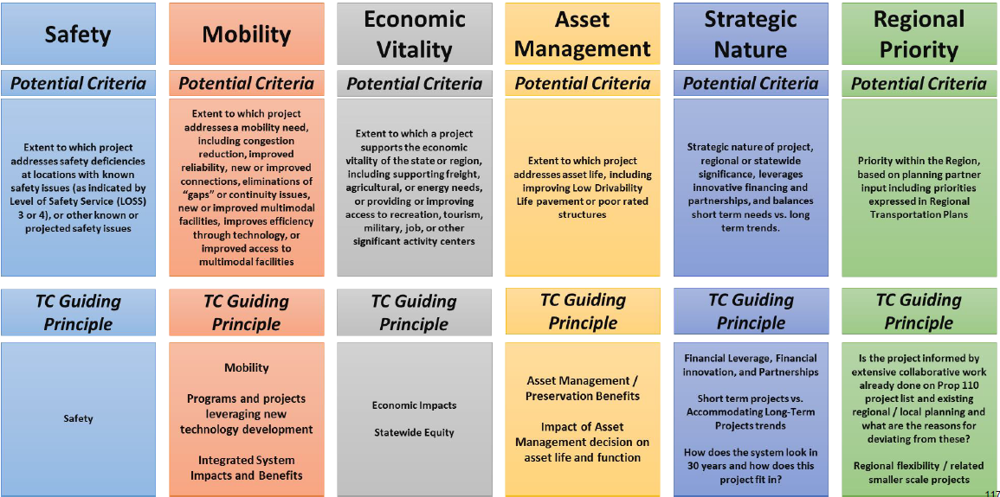 Safety
Mobility
Economic
Vitality
Asset
Management
Strategic
Nature
Regional
Priority
Potential Criteria
Potential Criteria
Potential Criteria
Potential Criteria
Potential Criteria
Potential Criteria
Extent to which project
addresses safety deficiencies
at locations with known
safety issues (as indicated by
Level of Safety Service (LOSS)
3 or 4), or other known or
projected safety issues
Extent to which project
addresses a mobility need,
including congestion
reduction, improved
reliability, new or improved
connections, eliminations of
“gaps” or continuity issues,
new or improved multimodal
facilities, improves efficiency
through technology, or
improved access to
multimodal facilities
Extent to which a project
supports the economic
vitality of the state or region,
including supporting freight,
agricultural, or energy needs,
or providing or improving
access to recreation, tourism,
military, job, or other
significant activity centers
Extent to which project
addresses asset life, including
improving Low Drivability
Life pavement or poor rated
structures
Strategic nature of project,
regional or statewide
significance, leverages
innovative financing and
partnerships, and balances
short term needs vs. long
term trends.
Priority within the Region,
based on planning partner
input including priorities
expressed in Regional
Transportation Plans
TC Guiding
Principle
TC Guiding
Principle
TC Guiding
Principle
TC Guiding
Principle
TC Guiding
Principle
TC Guiding
Principle
Safety
Mobility
Programs and projects
leveraging new
technology development
Integrated System
Impacts and Benefits
Economic Impacts
Statewide Equity
Asset Management /
Preservation Benefits
Impact of Asset
Management decision on
asset life and function
Financial Leverage, Financial
innovation, and Partnerships
Short term projects vs.
Accommodating Long-Term
Projects trends
How does the system look in
30 years and how does this
project fit in?
Is the project informed by
extensive collaborative work
already done on Prop 110
project list and existing
regional / local planning and
what are the reasons for
deviating from these?
Regional flexibility / related
smaller scale projects
117